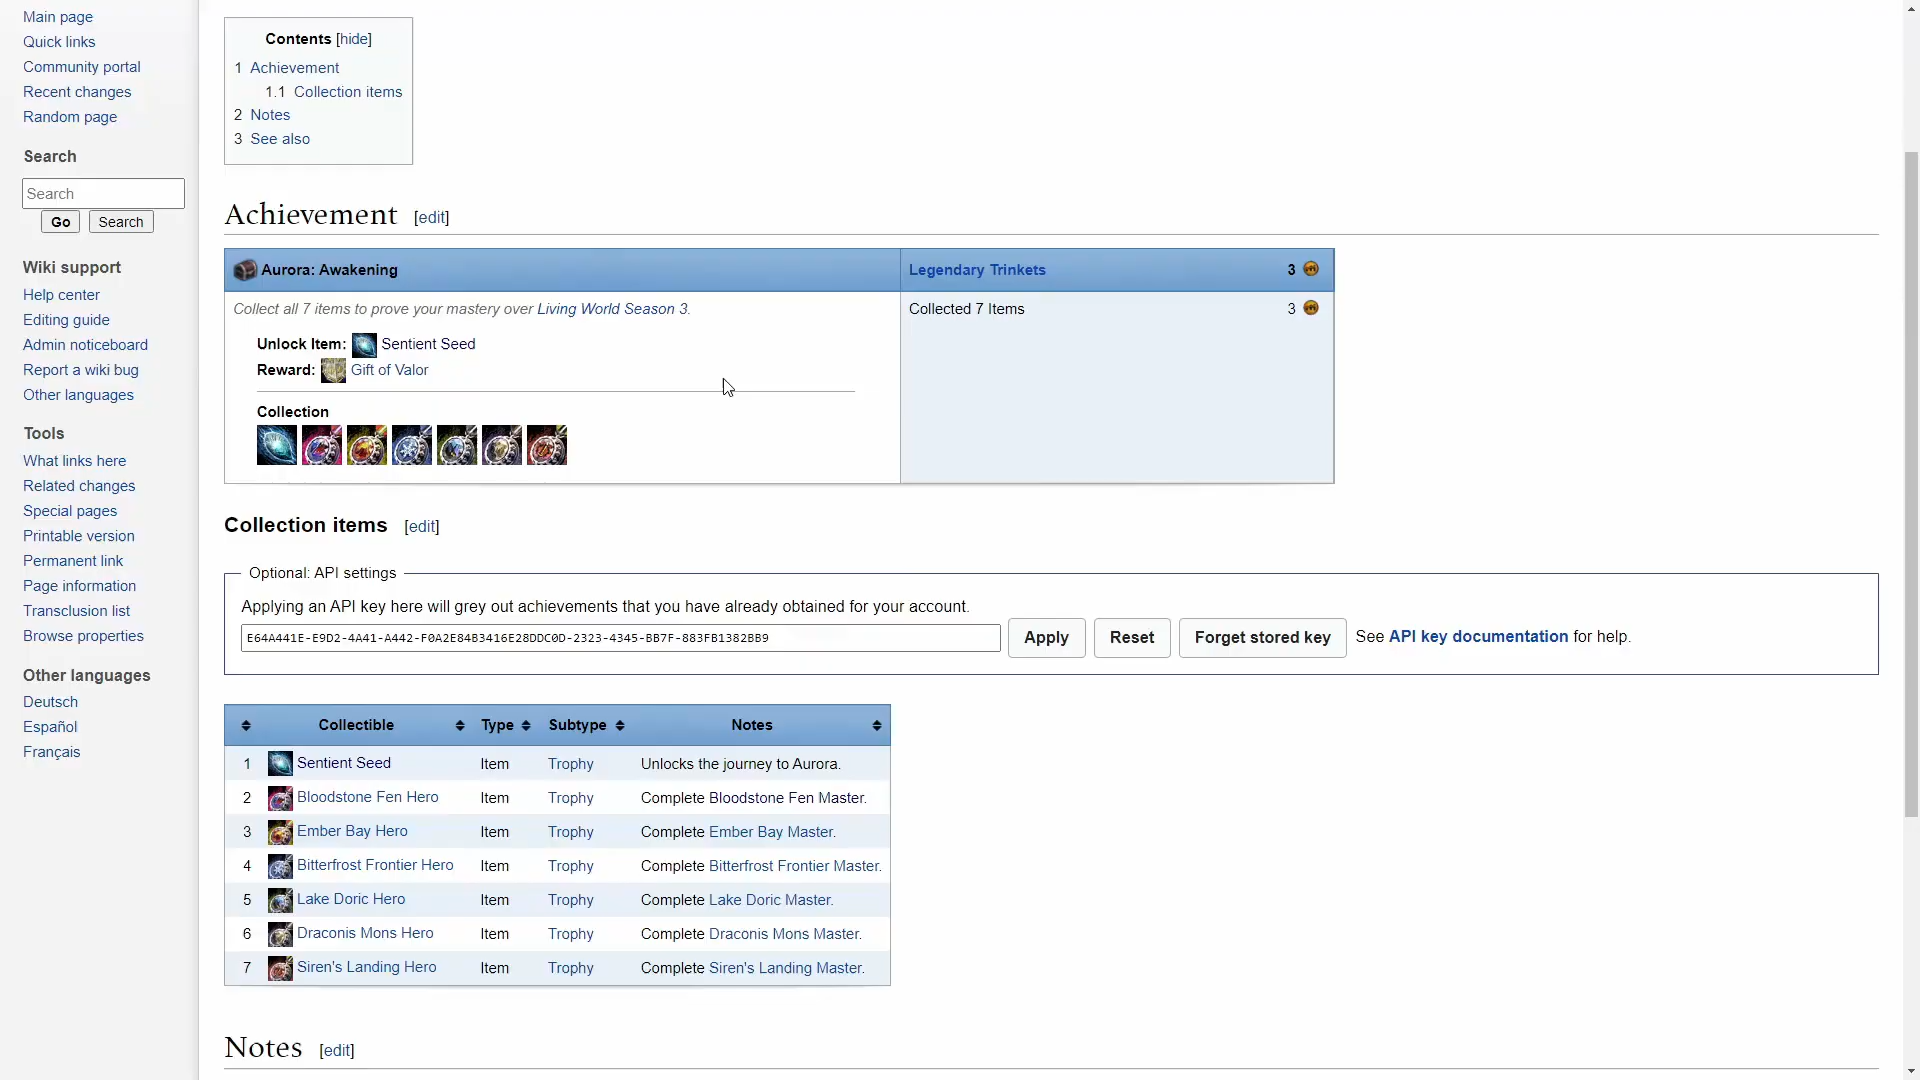 Main page
Quick links
Community portal
Recent changes
Random page
Search
Search
Go Search
Wiki support
Help center
Editing guide
Admin noticeboard
Report a wiki bug
Other languages
Tools
What links here
Related changes
Special pages
Printable version
Permanent link
Page information
Transclusion list
Browse properties
Other languages
Deutsch
Español
Français
Contents [hide]
1 Achievement
1.1 Collection items
2 Notes
3 See also
Achievement [edit]
Aurora: Awakening Legendary Trinkets 3
Collect all 7 items to prove your mastery over Living World Season 3. Collected 7 Items 3
Unlock Item: Sentient Seed
Reward: Gift of Valor
Collection
Collection items [edit]
Optional: API settings
Applying an API key here will grey out achievements that you have already obtained for your account.
E64A441E-E9D2-4A41-A442-F0A2E84B3416E28DDC0D-2323-4345-BB7F-883FB1382BB9 Apply Reset Forget stored key See API key documentation for help.
Collectible Type Subtype Notes
1 Sentient Seed Item Trophy Unlocks the journey to Aurora.
2 Bloodstone Fen Hero Item Trophy Complete Bloodstone Fen Master.
3 Ember Bay Hero Item Trophy Complete Ember Bay Master.
4 Bitterfrost Frontier Hero Item Trophy Complete Bitterfrost Frontier Master.
5 Lake Doric Hero Item Trophy Complete Lake Doric Master.
6 Draconis Mons Hero Item Trophy Complete Draconis Mons Master.
7 Siren's Landing Hero Item Trophy Complete Siren's Landing Master.
Notes [edit]